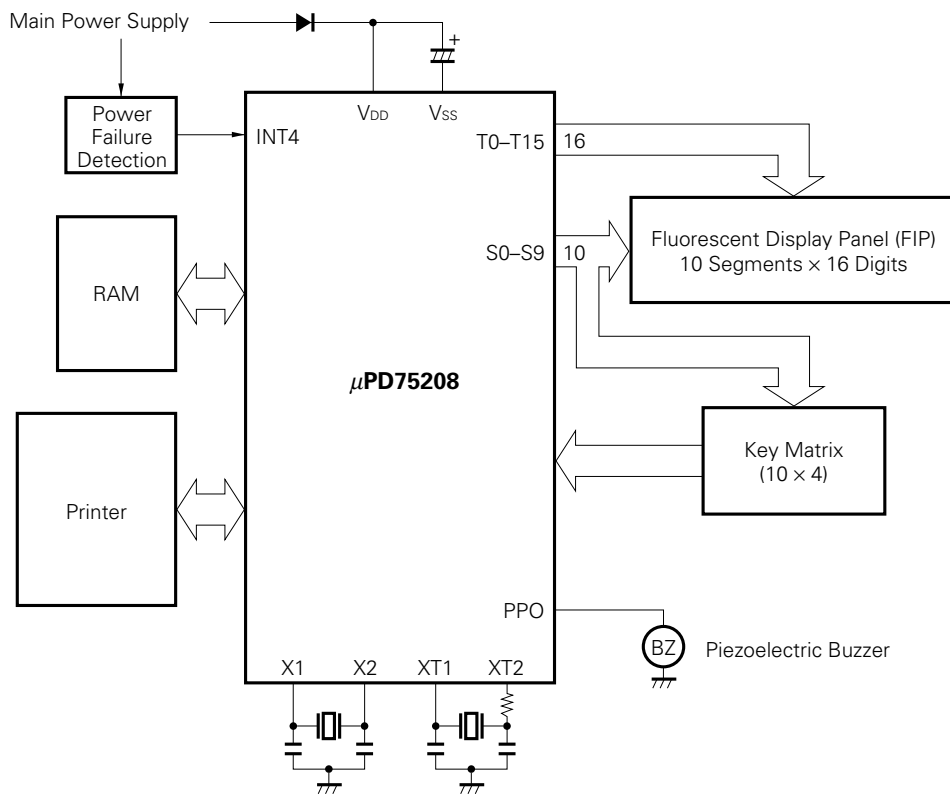 Main Power Supply
+
Power
Failure
Detection
INT4
VDD
VSS
T0–T15
16
RAM
S0–S9
10
Fluorescent Display Panel (FIP)
10 Segments × 16 Digits
μPD75208
Printer
Key Matrix
(10 × 4)
PPO
BZ
Piezoelectric Buzzer
X1
X2
XT1
XT2